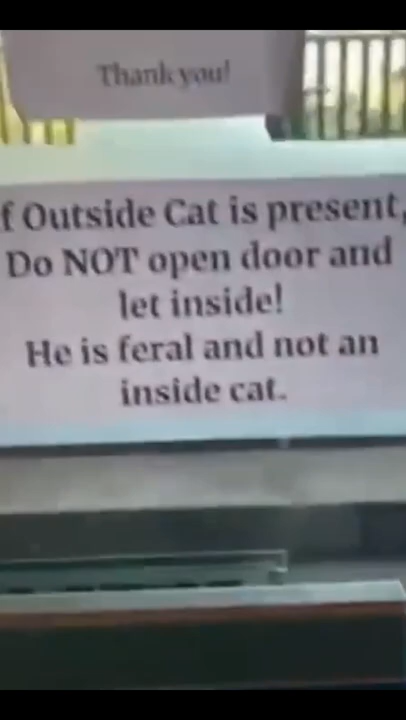 Thank you!
f Outside Cat is present,
Do NOT open door and
let inside!
He is feral and not an
inside cat.